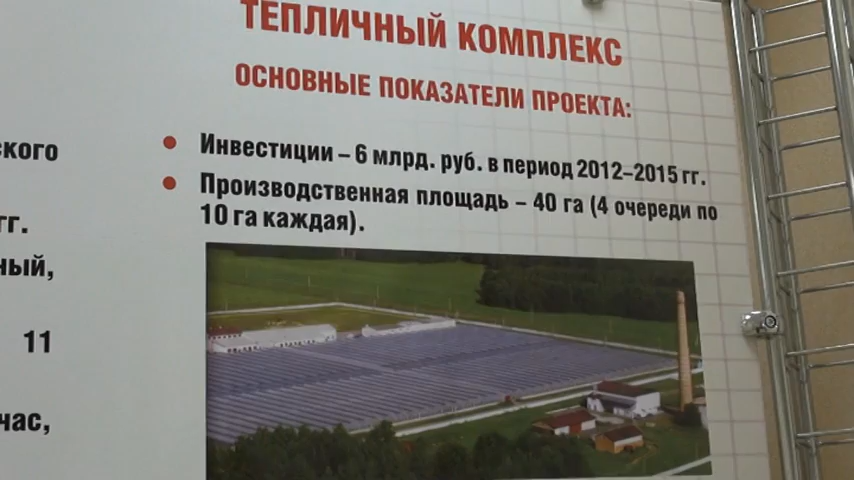 ТЕПЛИЧНЫЙ КОМПЛЕКС
ОСНОВНЫЕ ПОКАЗАТЕЛИ ПРОЕКТА:
• Инвестиции – 6 млрд. руб. в период 2012–2015 гг.
• Производственная площадь – 40 га (4 очереди по
10 га каждая).
ского
гг.
ный,
11
час,